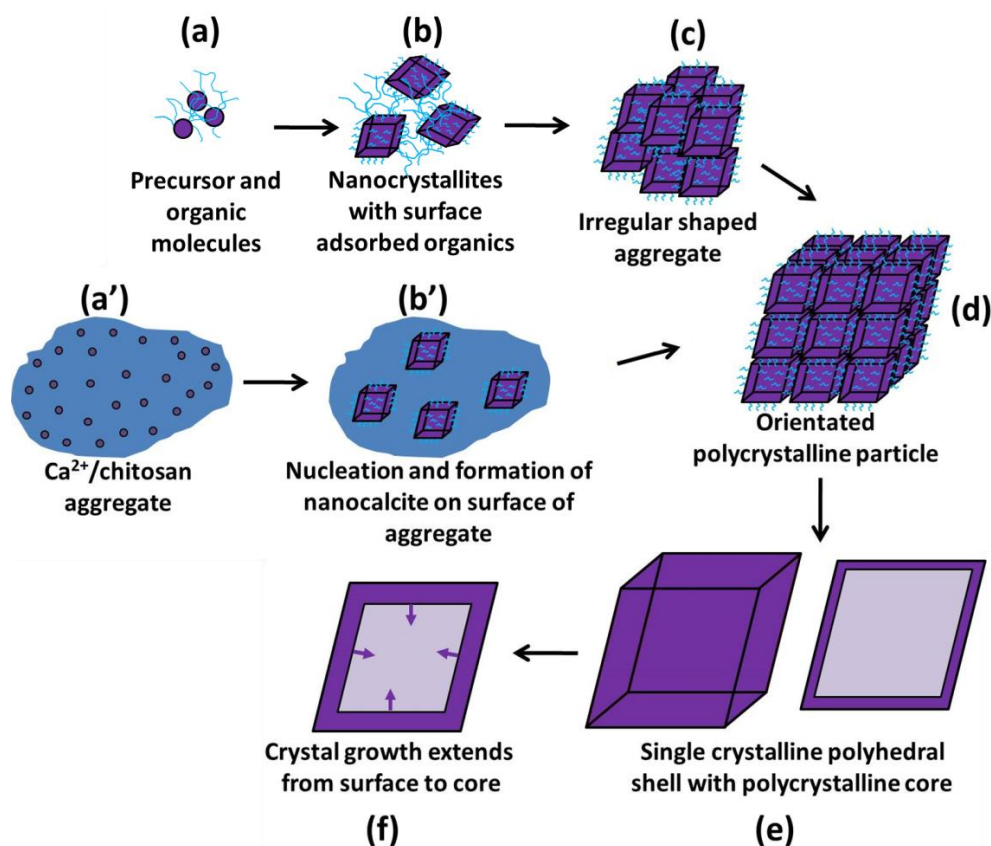 (a)
Precursor and
organic
molecules
(b)
Nanocrystallites
with surface
adsorbed organics
(c)
Irregular shaped
aggregate
(a’)
Ca²⁺/chitosan
aggregate
(b’)
Nucleation and formation of
nanocalcite on surface of
aggregate
(d)
Orientated
polycrystalline particle
Single crystalline polyhedral
shell with polycrystalline core
(e)
Crystal growth extends
from surface to core
(f)